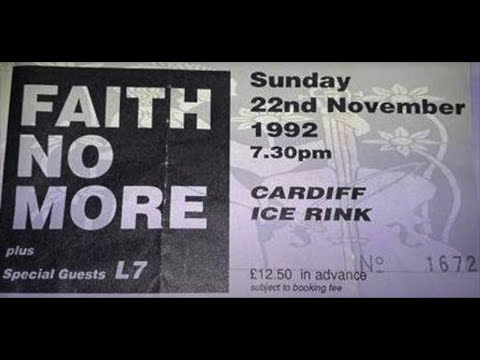 FAITH
NO
MORE
plus
Special Guests L7
Sunday
22nd November
1992
7.30pm
CARDIFF
ICE RINK
£12.50 in advance
subject to booking fee
Nº 1672